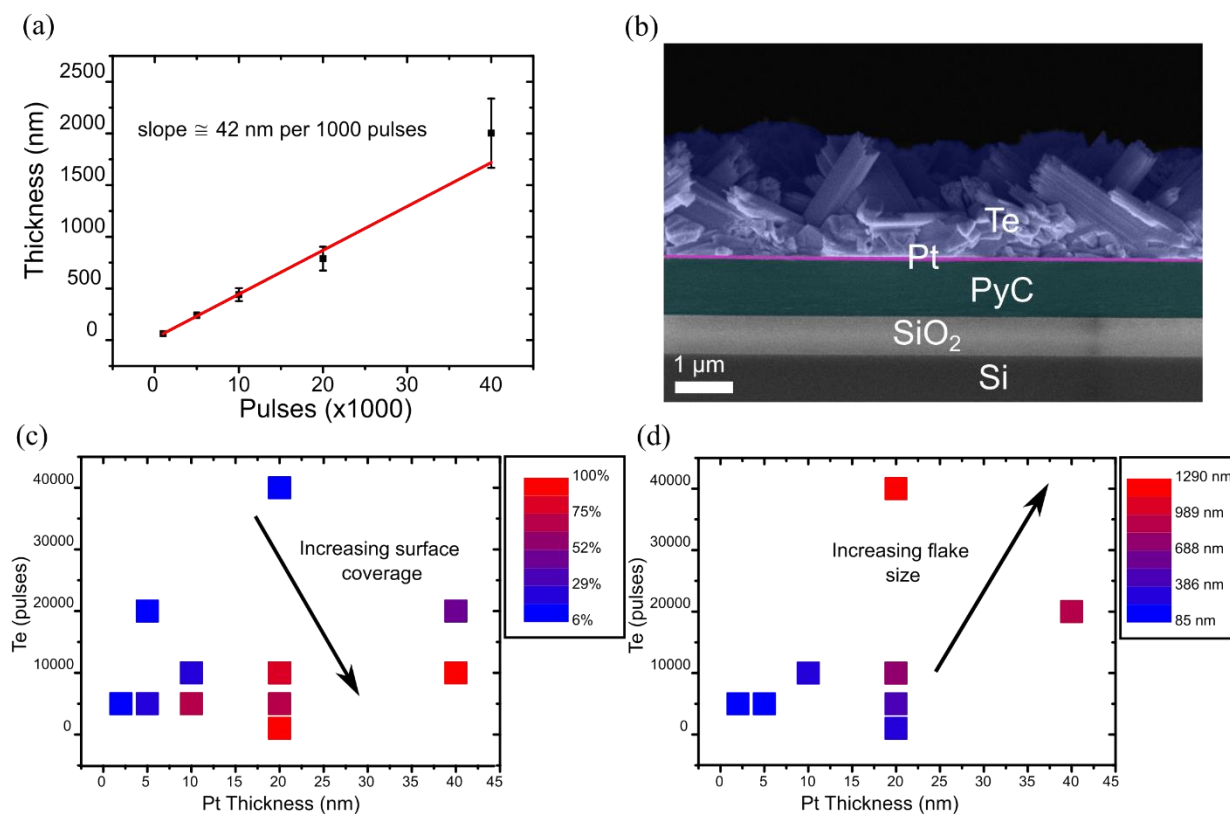 (a)
2500
2000
1500
1000
500
0
Thickness (nm)
slope ≅ 42 nm per 1000 pulses
0 10 20 30 40
Pulses (x1000)
(b)
Te
Pt
PyC
SiO₂
Si
1 µm
(c)
40000
30000
20000
10000
0
Te (pulses)
Increasing surface
coverage
100%
75%
52%
29%
6%
0 5 10 15 20 25 30 35 40 45
Pt Thickness (nm)
(d)
40000
30000
20000
10000
0
Te (pulses)
Increasing flake
size
1290 nm
989 nm
688 nm
386 nm
85 nm
0 5 10 15 20 25 30 35 40 45
Pt Thickness (nm)